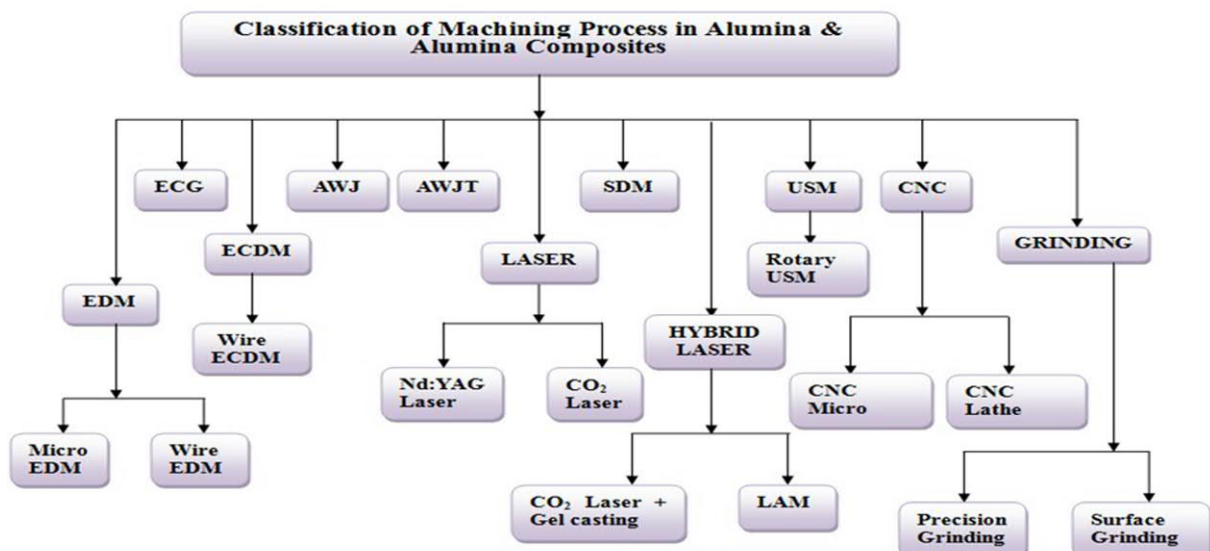 Classification of Machining Process in Alumina &
Alumina Composites
ECG
AWJ
AWJT
SDM
USM
CNC
ECDM
LASER
Rotary
USM
GRINDING
EDM
Wire
ECDM
HYBRID
LASER
Nd:YAG
Laser
CO₂
Laser
CNC
Micro
CNC
Lathe
Micro
EDM
Wire
EDM
CO₂ Laser +
Gel casting
LAM
Precision
Grinding
Surface
Grinding